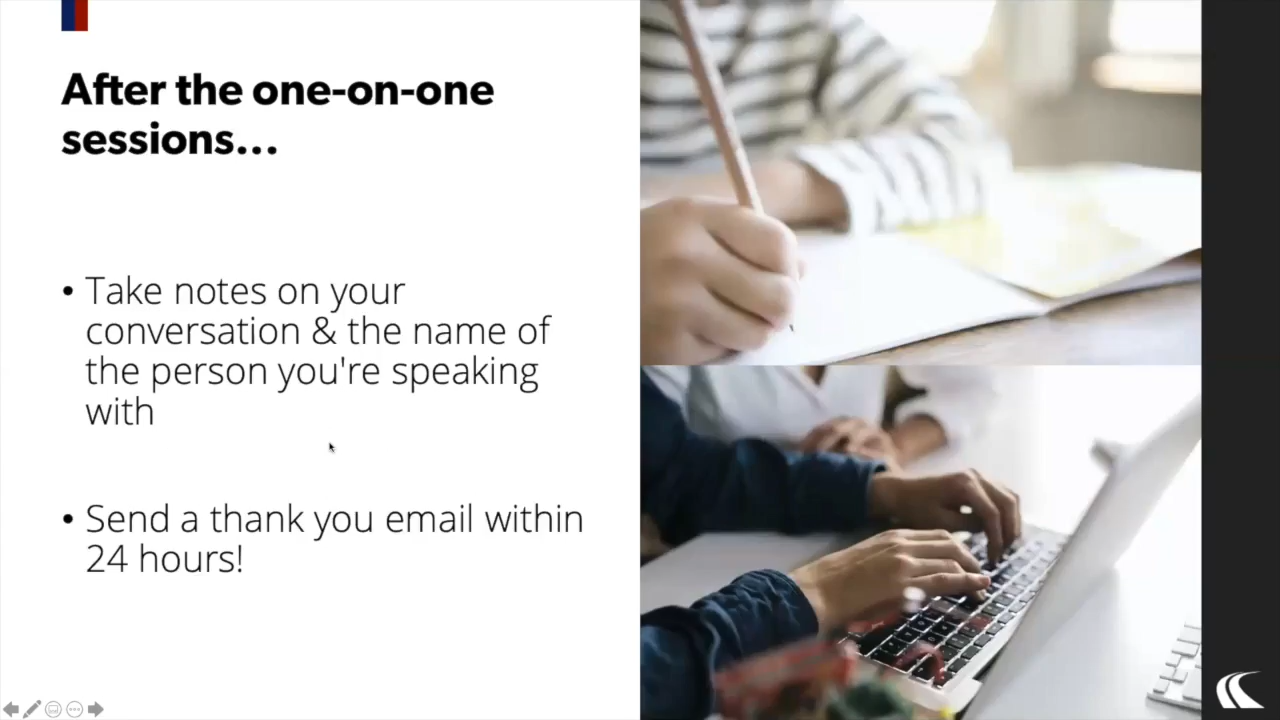 After the one-on-one
sessions...
• Take notes on your
conversation & the name of
the person you're speaking
with
• Send a thank you email within
24 hours!